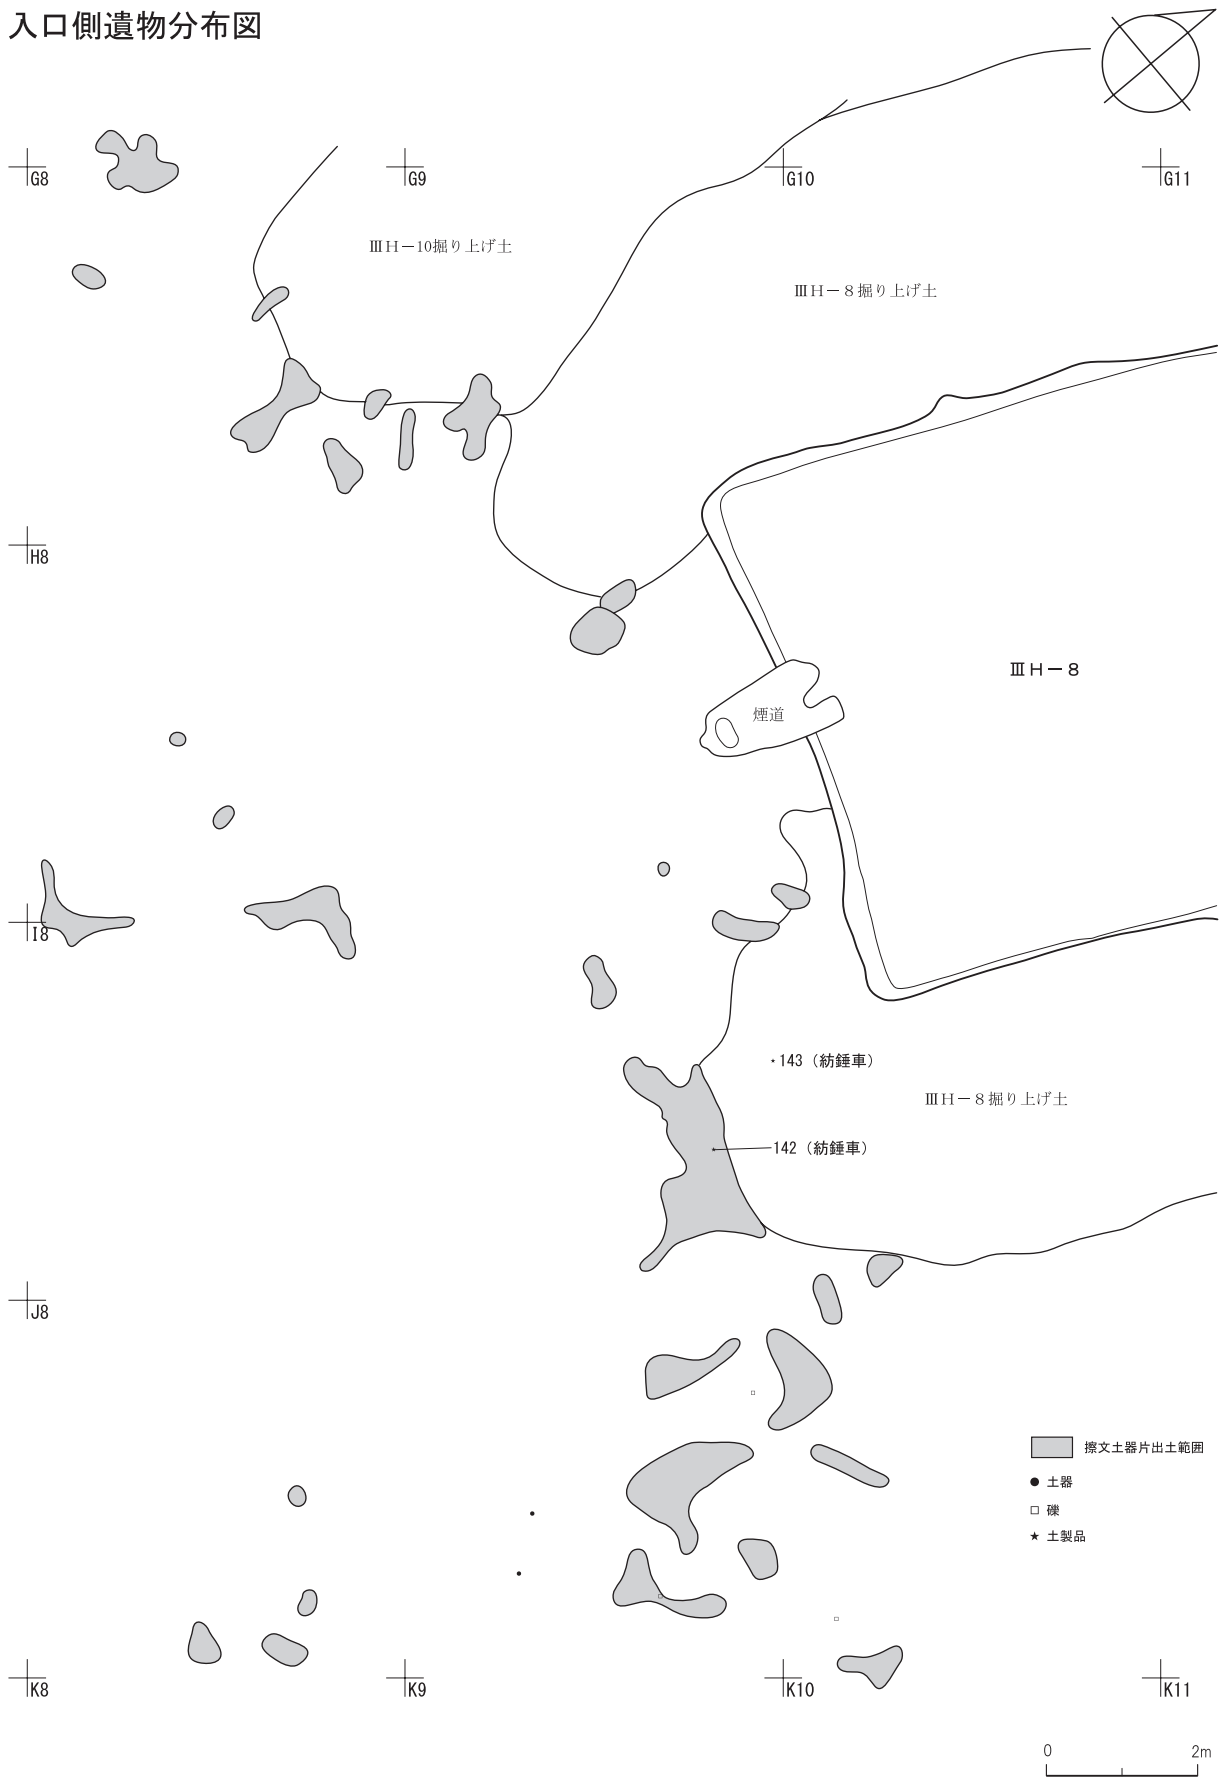 入口側遺物分布図
G8
G9
G10
G11
ⅢH－10掘り上げ土
ⅢH－8掘り上げ土
H8
ⅢH－8
煙道
I8
143（紡錘車）
ⅢH－8掘り上げ土
142（紡錘車）
J8
擦文土器片出土範囲
土器
礫
土製品
K8
K9
K10
K11
0
2m